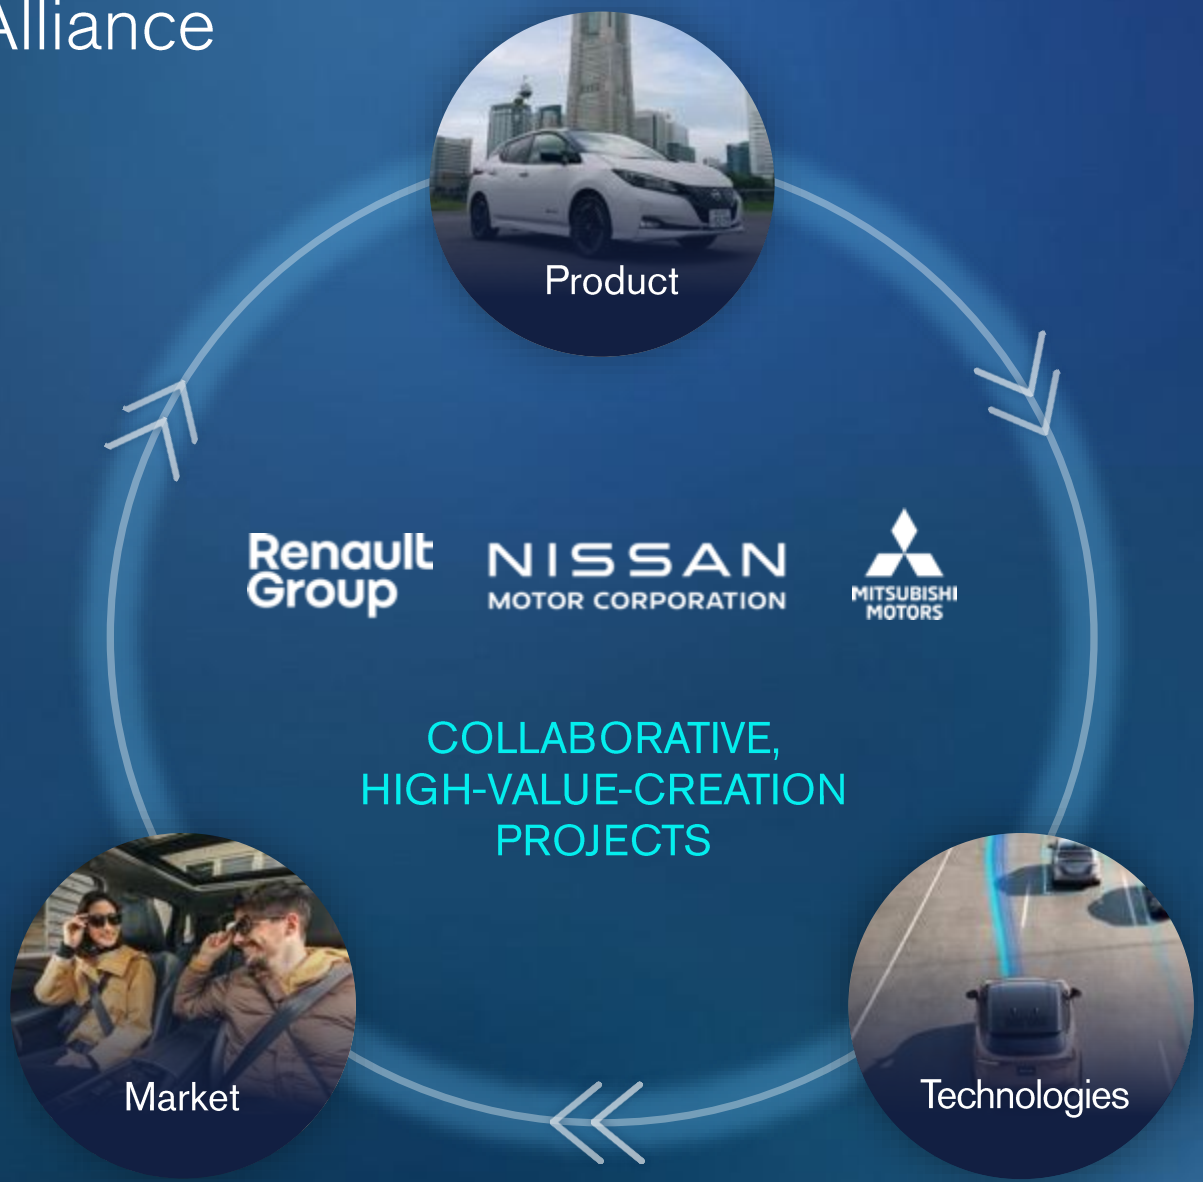 Alliance
Product
Renault
Group
NISSAN
MOTOR CORPORATION
MITSUBISHI
MOTORS
COLLABORATIVE,
HIGH-VALUE-CREATION
PROJECTS
Market
Technologies